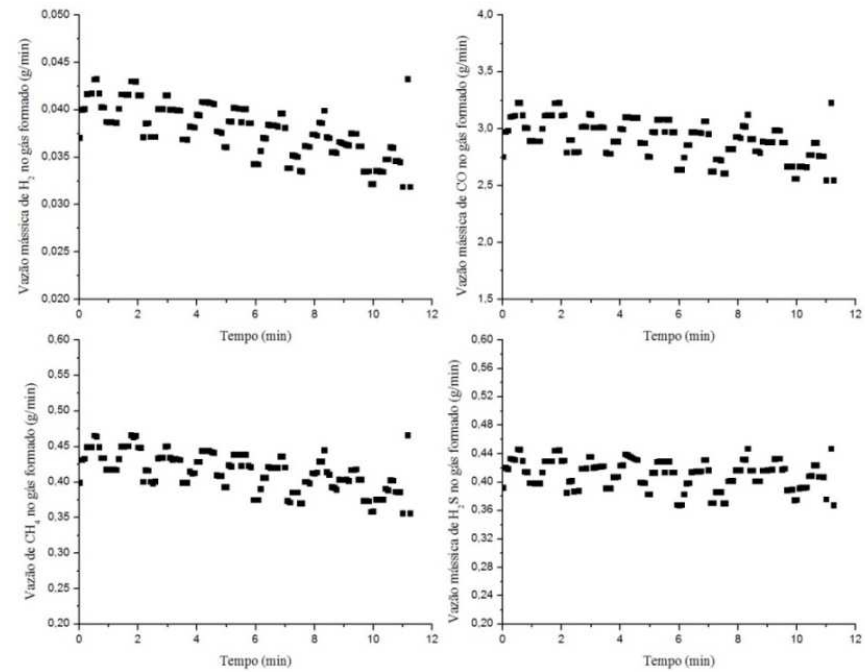 0,050
0,045
0,040
0,035
0,030
0,025
0,020
0 2 4 6 8 10 12
Tempo (min)
Vazão mássica de H₂ no gás formado (g/min)
4,0
3,5
3,0
2,5
2,0
1,5
0 2 4 6 8 10 12
Tempo (min)
Vazão mássica de CO no gás formado (g/min)
0,60
0,55
0,50
0,45
0,40
0,35
0,30
0,25
0,20
0 2 4 6 8 10 12
Tempo (min)
Vazão de CH₄ no gás formado (g/min)
0,60
0,56
0,52
0,48
0,44
0,40
0,36
0,32
0,28
0,24
0,20
0 2 4 6 8 10 12
Tempo (min)
Vazão mássica de H₂S no gás formado (g/min)